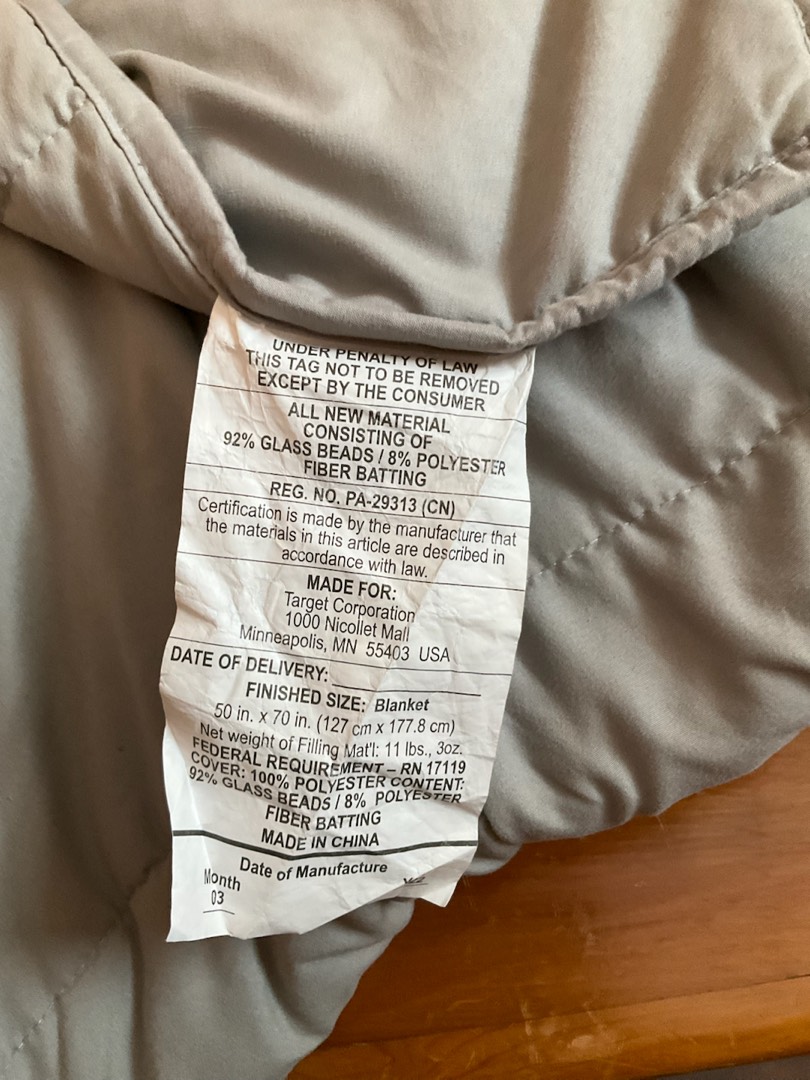 UNDER PENALTY OF LAW
THIS TAG NOT TO BE REMOVED
EXCEPT BY THE CONSUMER
ALL NEW MATERIAL
CONSISTING OF
92% GLASS BEADS / 8% POLYESTER
FIBER BATTING
REG. NO. PA-29313 (CN)
Certification is made by the manufacturer that
the materials in this article are described in
accordance with law.
MADE FOR:
Target Corporation
1000 Nicollet Mall
Minneapolis, MN 55403 USA
DATE OF DELIVERY:
FINISHED SIZE: Blanket
50 in. x 70 in. (127 cm x 177.8 cm)
Net weight of Filling Mat'l: 11 lbs., 3oz.
FEDERAL REQUIREMENT – RN 17119
COVER: 100% POLYESTER CONTENT:
92% GLASS BEADS / 8% POLYESTER
FIBER BATTING
MADE IN CHINA
Date of Manufacture
Month
03